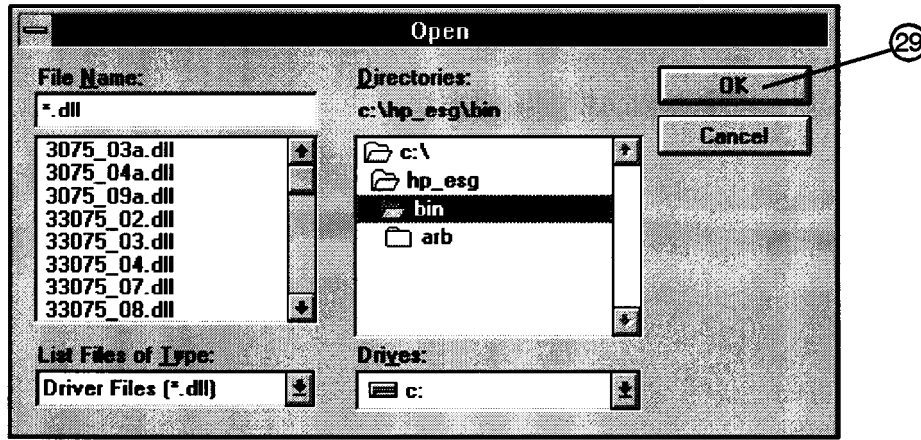 Open
29
File Name:
*.dll
3075_03a.dll
3075_04a.dll
3075_09a.dll
33075_02.dll
33075_03.dll
33075_04.dll
33075_07.dll
33075_08.dll
List Files of Type:
Driver Files (*.dll)
Directories:
c:\hp_esg\bin
c:\
hp_esg
bin
arb
Drives:
c:
OK
Cancel